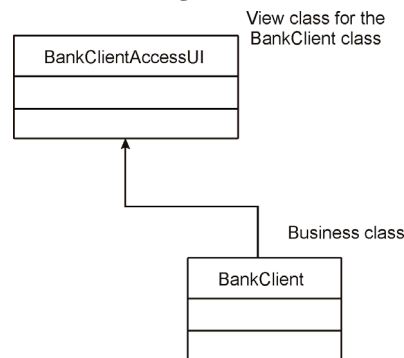 View class for the
BankClient class
BankClientAccessUI
Business class
BankClient